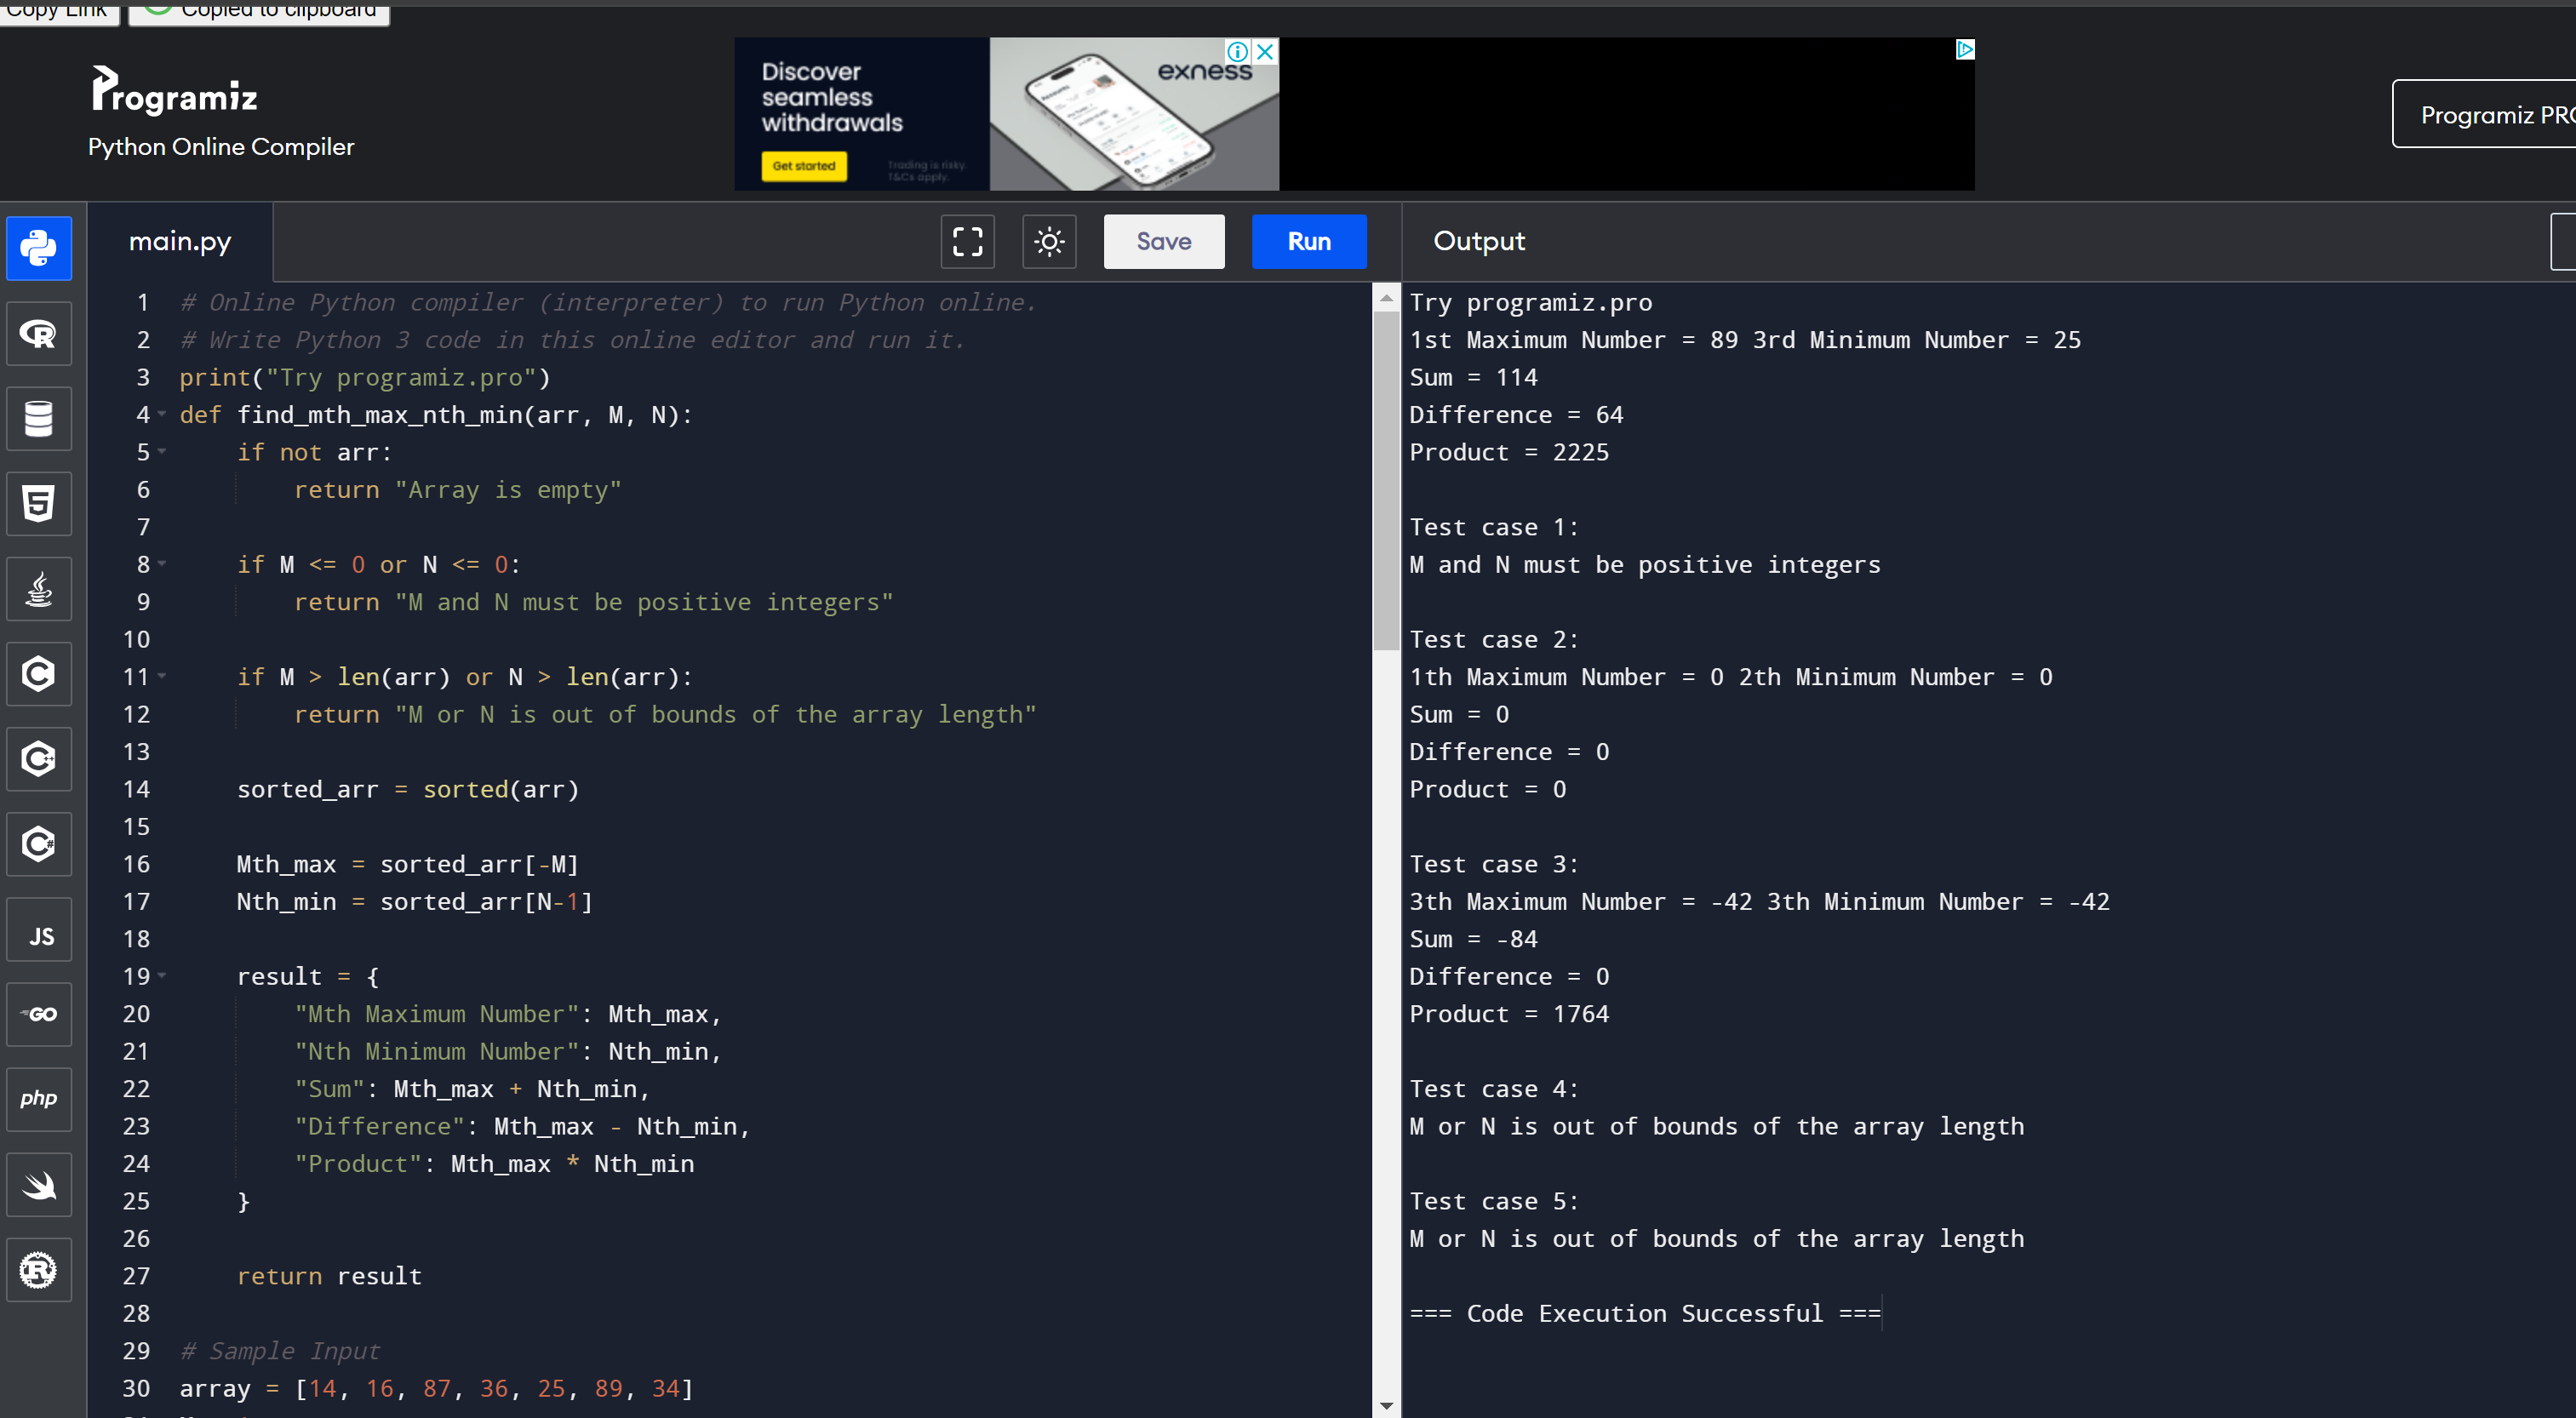 Copy Link Copied to clipboard
Programiz
Python Online Compiler
Discover
seamless
withdrawals
Get started
Trading is risky.
T&Cs apply.
exness
Programiz PRO
main.py
Save
Run
Output
1 # Online Python compiler (interpreter) to run Python online.
2 # Write Python 3 code in this online editor and run it.
3 print("Try programiz.pro")
4 def find_mth_max_nth_min(arr, M, N):
5     if not arr:
6         return "Array is empty"
7
8     if M <= 0 or N <= 0:
9         return "M and N must be positive integers"
10
11     if M > len(arr) or N > len(arr):
12         return "M or N is out of bounds of the array length"
13
14     sorted_arr = sorted(arr)
15
16     Mth_max = sorted_arr[-M]
17     Nth_min = sorted_arr[N-1]
18
19     result = {
20         "Mth Maximum Number": Mth_max,
21         "Nth Minimum Number": Nth_min,
22         "Sum": Mth_max + Nth_min,
23         "Difference": Mth_max - Nth_min,
24         "Product": Mth_max * Nth_min
25     }
26
27     return result
28
29 # Sample Input
30 array = [14, 16, 87, 36, 25, 89, 34]
Try programiz.pro
1st Maximum Number = 89 3rd Minimum Number = 25
Sum = 114
Difference = 64
Product = 2225
Test case 1:
M and N must be positive integers
Test case 2:
1th Maximum Number = 0 2th Minimum Number = 0
Sum = 0
Difference = 0
Product = 0
Test case 3:
3th Maximum Number = -42 3th Minimum Number = -42
Sum = -84
Difference = 0
Product = 1764
Test case 4:
M or N is out of bounds of the array length
Test case 5:
M or N is out of bounds of the array length
=== Code Execution Successful ===
R
5
C
C++
C#
JS
GO
php
R